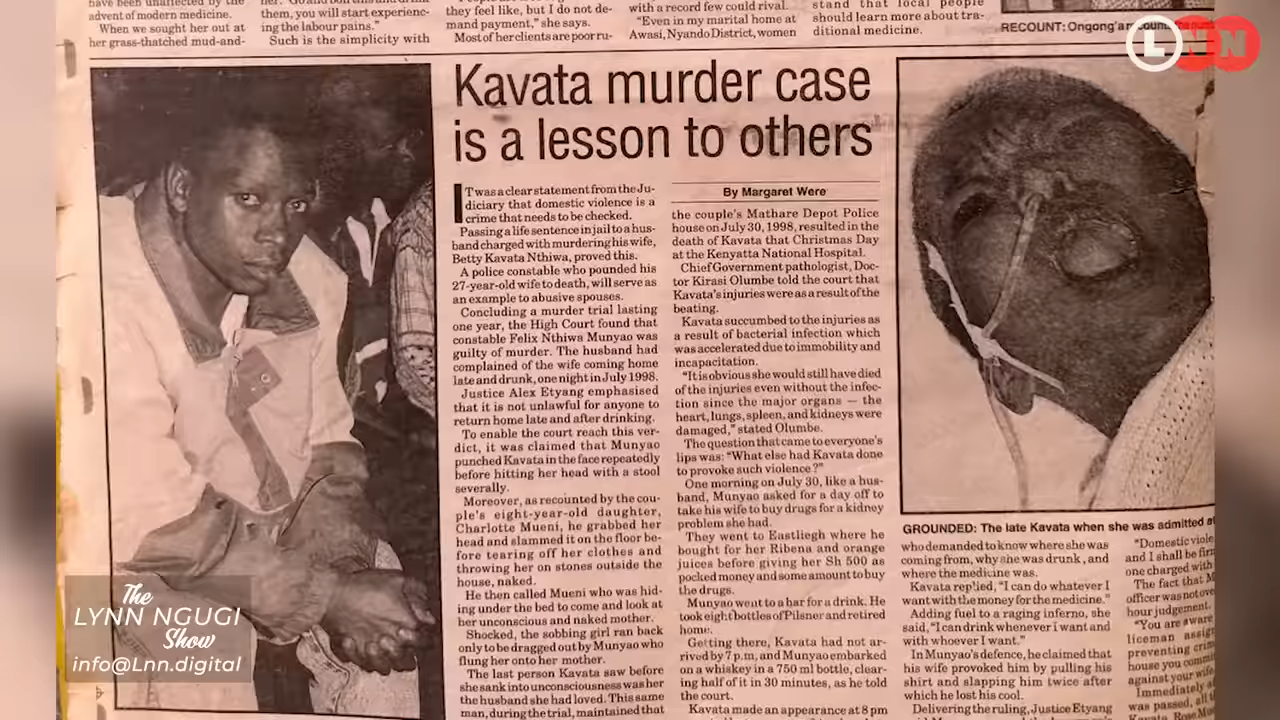 have been unaffected by the
advent of modern medicine.
When we sought her out at
her grass-thatched mud-and-
them, you will start experienc-
ing the labour pains."
Such is the simplicity with
they feel like, but I do not de-
mand payment," she says.
Most of her clients are poor ru-
with a record few could rival.
"Even in my marital home at
Awasi, Nyando District, women
stand that local people
should learn more about tra-
ditional medicine.
RECOUNT: Ongong'a
LNN
Kavata murder case
is a lesson to others
IT was a clear statement from the Ju-
diciary that domestic violence is a
crime that needs to be checked.
Passing a life sentence in jail to a hus-
band charged with murdering his wife,
Betty Kavata Nthiwa, proved this.
A police constable who pounded his
27-year-old wife to death, will serve as
an example to abusive spouses.
Concluding a murder trial lasting
one year, the High Court found that
constable Felix Nthiwa Munyao was
guilty of murder. The husband had
complained of the wife coming home
late and drunk, one night in July 1998.
Justice Alex Etyang emphasised
that it is not unlawful for anyone to
return home late and after drinking.
To enable the court reach this ver-
dict, it was claimed that Munyao
punched Kavata in the face repeatedly
before hitting her head with a stool
severally.
Moreover, as recounted by the cou-
ple's eight-year-old daughter,
Charlotte Mueni, he grabbed her
head and slammed it on the floor be-
fore tearing off her clothes and
throwing her on stones outside the
house, naked.
He then called Mueni who was hid-
ing under the bed to come and look at
her unconscious and naked mother.
Shocked, the sobbing girl ran back
only to be dragged out by Munyao who
flung her onto her mother.
The last person Kavata saw before
she sank into unconsciousness was her
the husband she had loved. This same
man, during the trial, maintained that
By Margaret Were
the couple's Mathare Depot Police
house on July 30, 1998, resulted in the
death of Kavata that Christmas Day
at the Kenyatta National Hospital.
Chief Government pathologist, Doc-
tor Kirasi Olumbe told the court that
Kavata's injuries were as a result of the
beating.
Kavata succumbed to the injuries as
a result of bacterial infection which
was accelerated due to immobility and
incapacitation.
"It is obvious she would still have died
of the injuries even without the infec-
tion since the major organs — the
heart, lungs, spleen, and kidneys were
damaged," stated Olumbe.
The question that came to everyone's
lips was: "What else had Kavata done
to provoke such violence?"
One morning on July 30, like a hus-
band, Munyao asked for a day off to
take his wife to buy drugs for a kidney
problem she had.
They went to Eastliegh where he
bought for her Ribena and orange
juices before giving her Sh 500 as
pocked money and some amount to buy
the drugs.
Munyao went to a bar for a drink. He
took eight bottles of Pilsner and retired
home.
Getting there, Kavata had not ar-
rived by 7 p.m, and Munyao embarked
on a whiskey in a 750 ml bottle, clear-
ing half of it in 30 minutes, as he told
the court.
Kavata made an appearance at 8 pm
GROUNDED: The late Kavata when she was admitted at
who demanded to know where she was
coming from, why she was drunk, and
where the medicine was.
Kavata replied, "I can do whatever I
want with the money for the medicine."
Adding fuel to a raging inferno, she
said, "I can drink whenever I want and
with whoever I want."
In Munyao's defence, he claimed that
his wife provoked him by pulling his
shirt and slapping him twice after
which he lost his cool.
Delivering the ruling, Justice Etyang
"Domestic viole
and I shall be firm
one charged with
The fact that M
officer was not ove
hour judgement.
"You are aware
liceman assig
preventing crim
house you commi
against your wife
Immediately a
was passed, all
The
LYNN NGUGI
Show
info@Lnn.digital